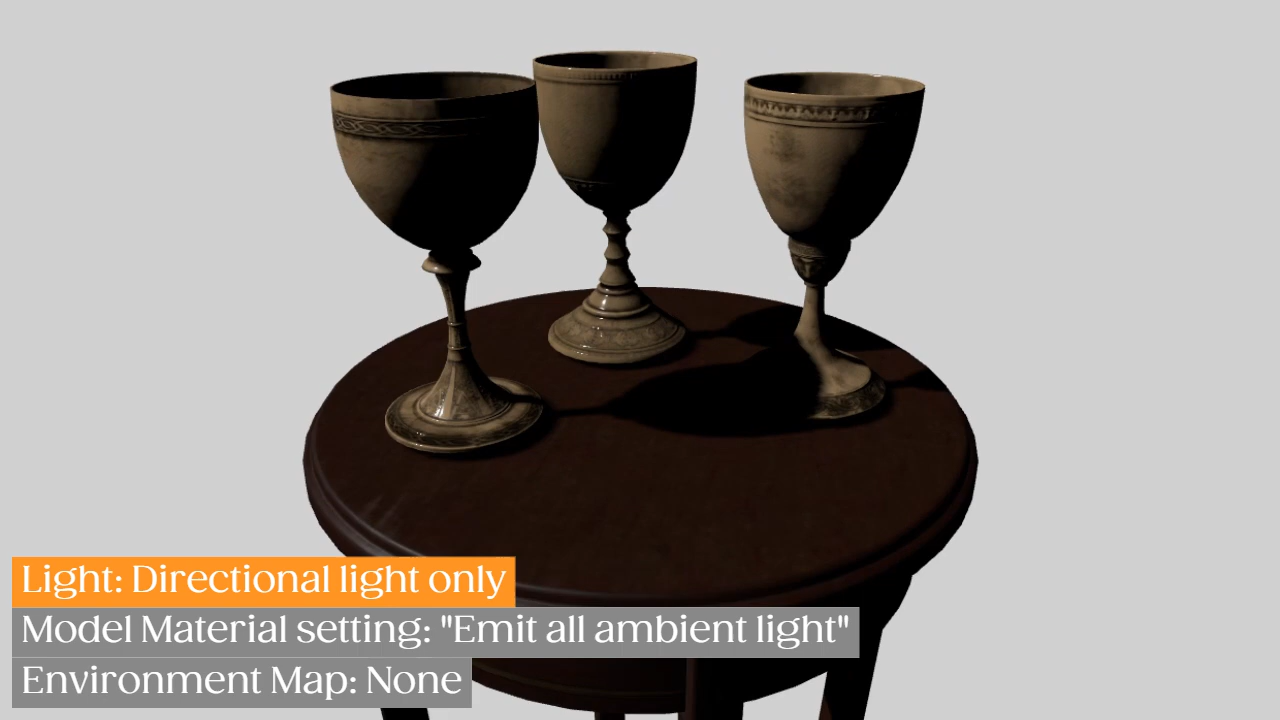 Light: Directional light only
Model Material setting: "Emit all ambient light"
Environment Map: None